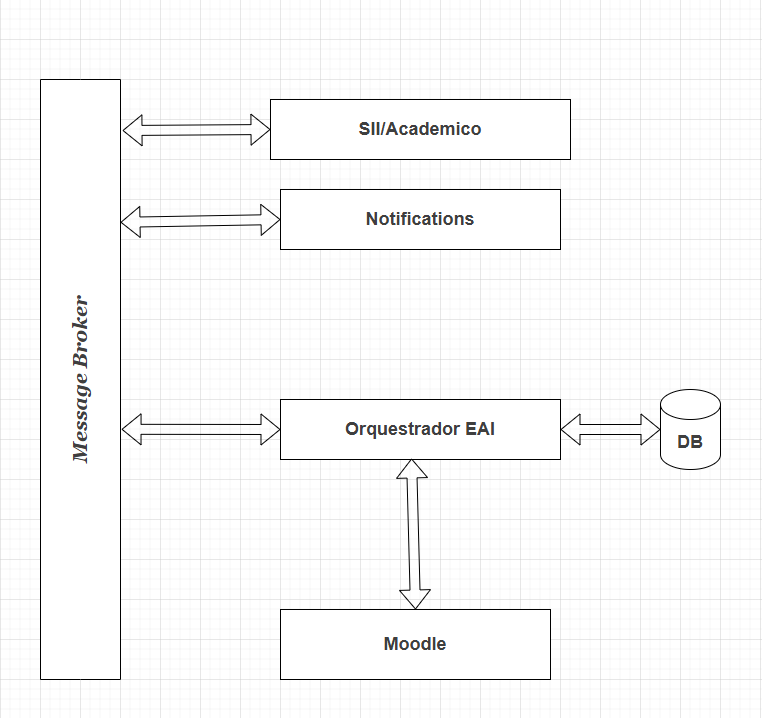 SII/Academico
Notifications
Message Broker
Orquestrador EAI
DB
Moodle